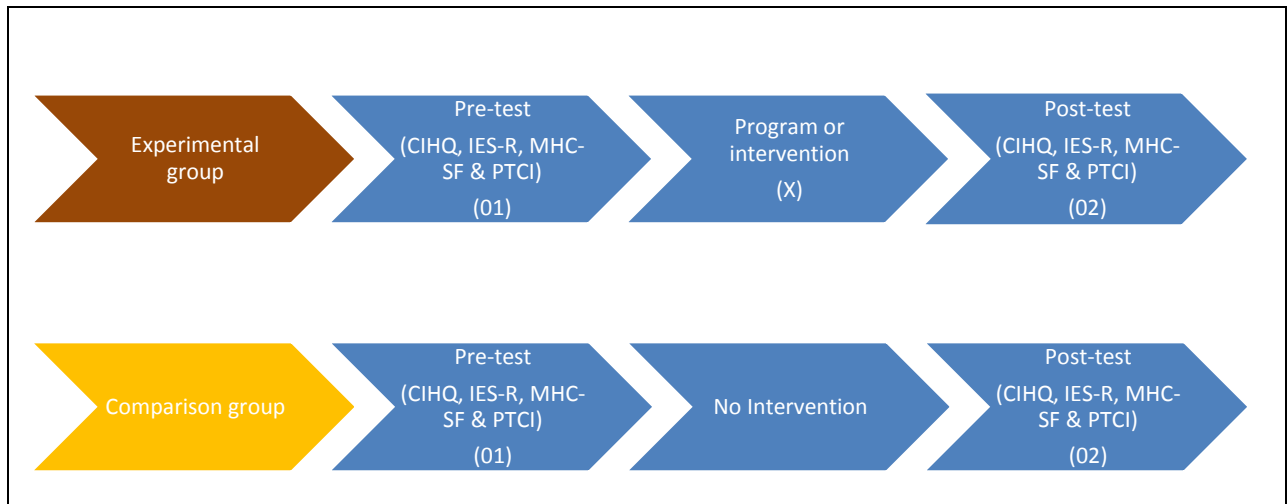 Experimental
group
Pre-test
(CIHQ, IES-R, MHC-
SF & PTCI)
(01)
Program or
intervention
(X)
Post-test
(CIHQ, IES-R, MHC-
SF & PTCI)
(02)
Comparison group
Pre-test
(CIHQ, IES-R, MHC-
SF & PTCI)
(01)
No Intervention
Post-test
(CIHQ, IES-R, MHC-
SF & PTCI)
(02)